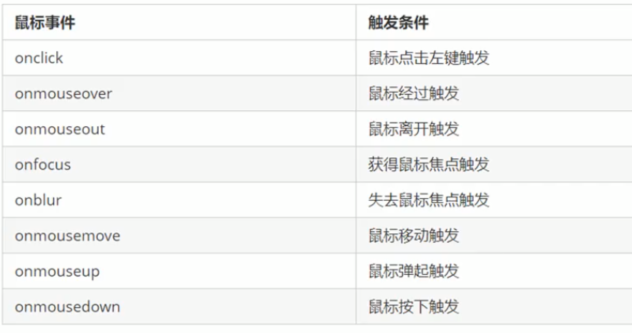 鼠标事件 触发条件
onclick 鼠标点击左键触发
onmouseover 鼠标经过触发
onmouseout 鼠标离开触发
onfocus 获得鼠标焦点触发
onblur 失去鼠标焦点触发
onmousemove 鼠标移动触发
onmouseup 鼠标弹起触发
onmousedown 鼠标按下触发